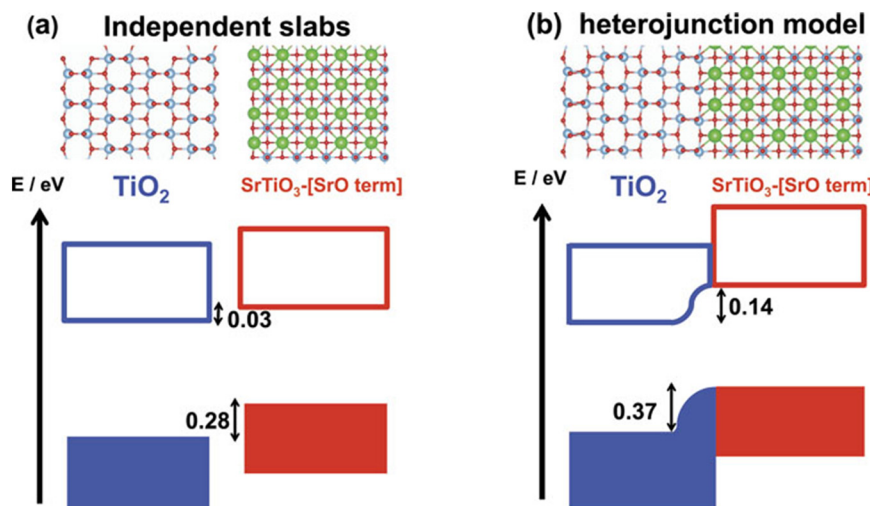 (a) Independent slabs
E / eV
TiO₂
SrTiO₃-[SrO term]
0.03
0.28
(b) heterojunction model
E / eV
TiO₂
SrTiO₃-[SrO term]
0.14
0.37